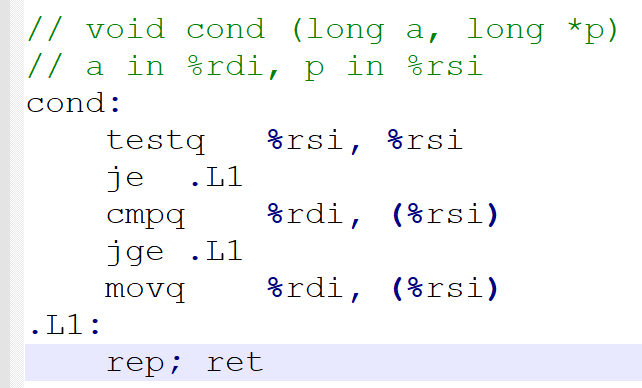 // void cond (long a, long *p)
// a in %rdi, p in %rsi
cond:
    testq   %rsi, %rsi
    je  .L1
    cmpq    %rdi, (%rsi)
    jge .L1
    movq    %rdi, (%rsi)
.L1:
    rep; ret